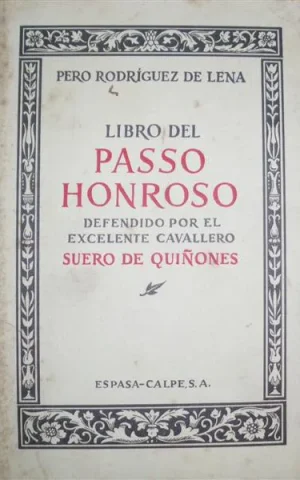 PERO RODRÍGUEZ DE LENA
LIBRO DEL
PASSO
HONROSO
DEFENDIDO POR EL
EXCELENTE CAVALLERO
SUERO DE QUIÑONES
ESPASA-CALPE, S. A.